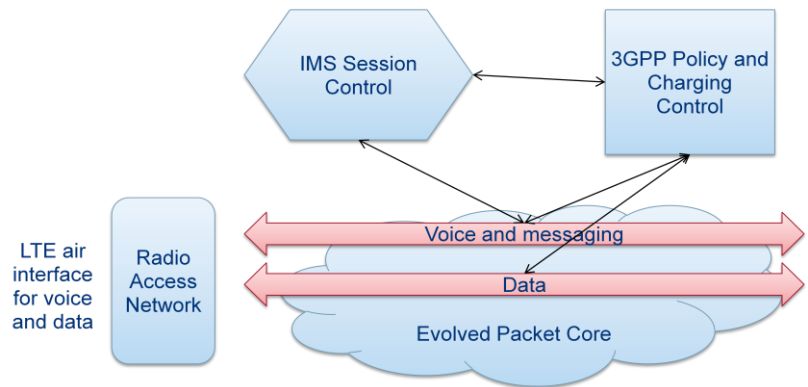 IMS Session
Control
3GPP Policy and
Charging
Control
LTE air
interface
for voice
and data
Radio
Access
Network
Voice and messaging
Data
Evolved Packet Core